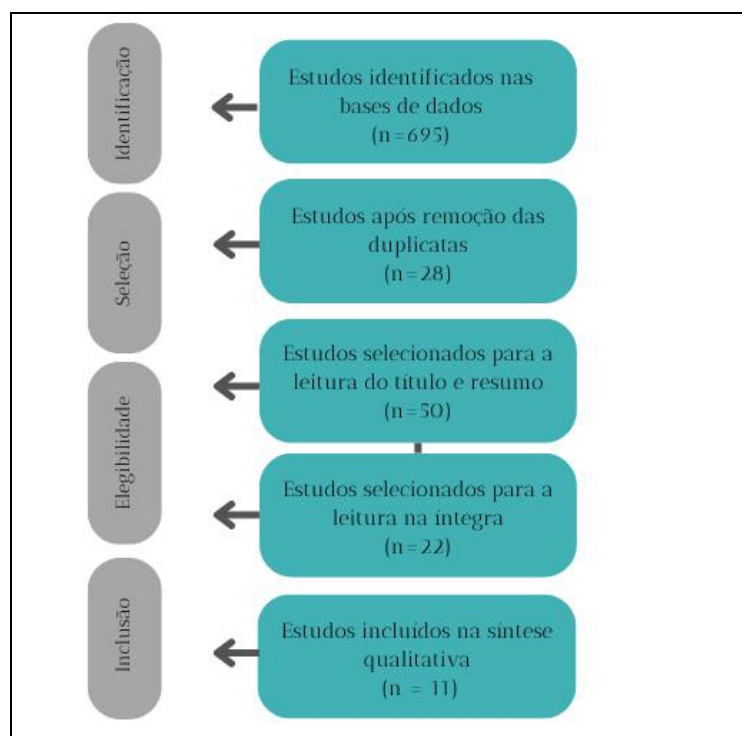 Identificação
Estudos identificados nas
bases de dados
(n=695)
Seleção
Estudos após remoção das
duplicatas
(n=28)
Elegibilidade
Estudos selecionados para a
leitura do título e resumo
(n=50)
Estudos selecionados para a
leitura na íntegra
(n=22)
Inclusão
Estudos incluídos na síntese
qualitativa
(n = 11)